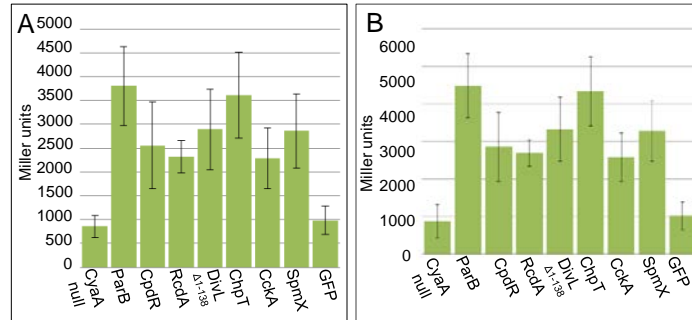 A
Miller units
5000
4500
4000
3500
3000
2500
2000
1500
1000
500
0
CyaA null
ParB
CpdR
RcdA
DivL Δ1-138
ChpT
CckA
SpmX
GFP
B
Miller units
6000
6000
5000
4000
3000
2000
1000
0
CyaA null
ParB
CpdR
RcdA
DivL Δ1-138
ChpT
CckA
SpmX
GFP